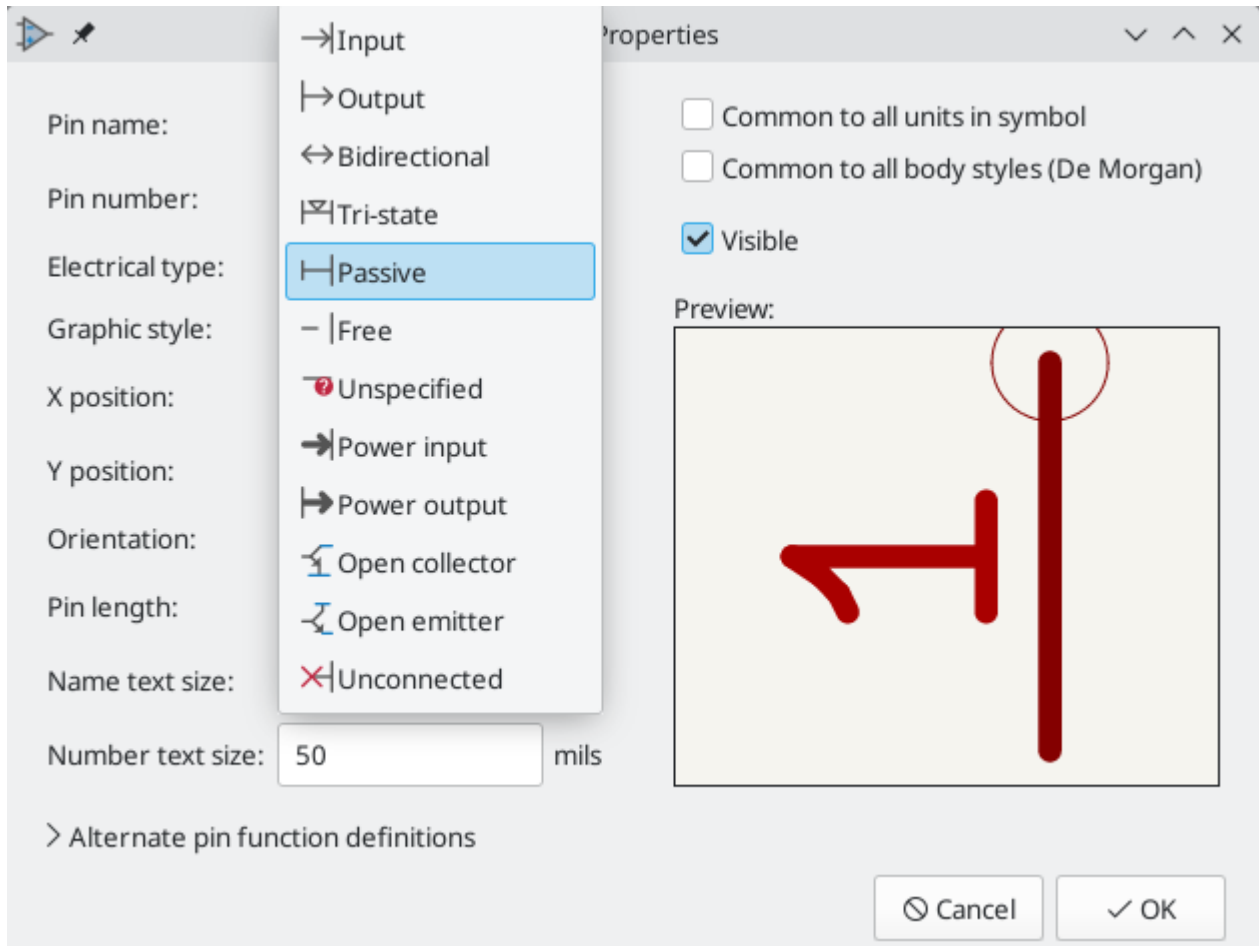 Properties
Pin name:
Pin number:
Electrical type:
Graphic style:
X position:
Y position:
Orientation:
Pin length:
Name text size:
Number text size: 50 mils
Input
Output
Bidirectional
Tri-state
Passive
Free
Unspecified
Power input
Power output
Open collector
Open emitter
Unconnected
Common to all units in symbol
Common to all body styles (De Morgan)
Visible
Preview:
1
Alternate pin function definitions
Cancel
OK